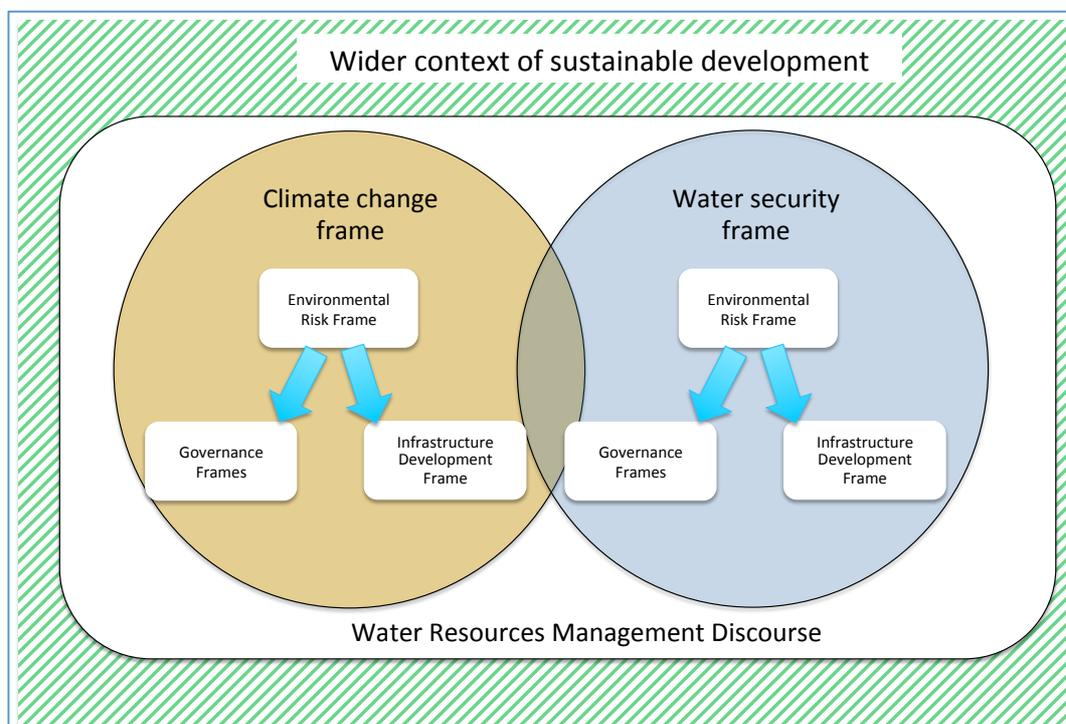 Wider context of sustainable development
Climate change
frame
Environmental
Risk Frame
Governance
Frames
Infrastructure
Development
Frame
Water security
frame
Environmental
Risk Frame
Governance
Frames
Infrastructure
Development
Frame
Water Resources Management Discourse